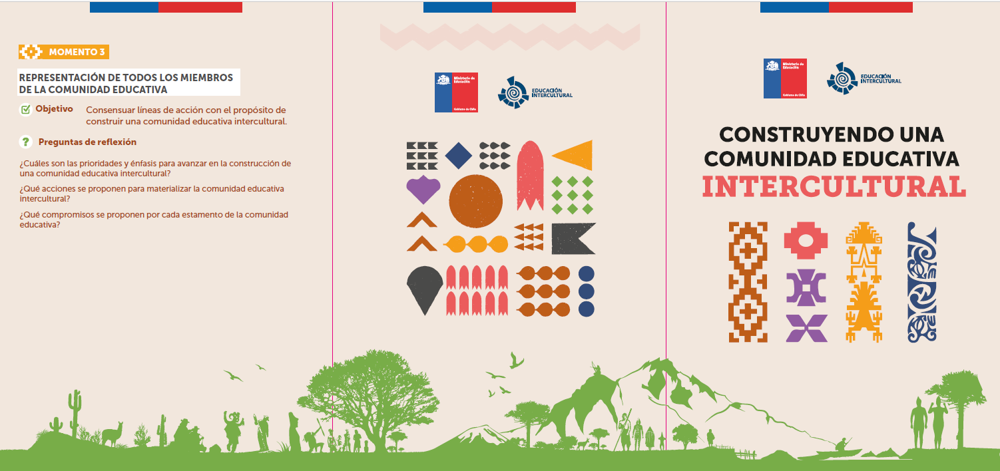 MOMENTO 3
REPRESENTACIÓN DE TODOS LOS MIEMBROS
DE LA COMUNIDAD EDUCATIVA
Objetivo
Consensuar líneas de acción con el propósito de
construir una comunidad educativa intercultural.
?
Preguntas de reflexión
¿Cuáles son las prioridades y énfasis para avanzar en la construcción de
una comunidad educativa intercultural?
¿Qué acciones se proponen para materializar la comunidad educativa
intercultural?
¿Qué compromisos se proponen por cada estamento de la comunidad
educativa?
Ministerio de
Educación
Gobierno de Chile
EDUCACIÓN
INTERCULTURAL
Ministerio de
Educación
Gobierno de Chile
EDUCACIÓN
INTERCULTURAL
CONSTRUYENDO UNA
COMUNIDAD EDUCATIVA
INTERCULTURAL